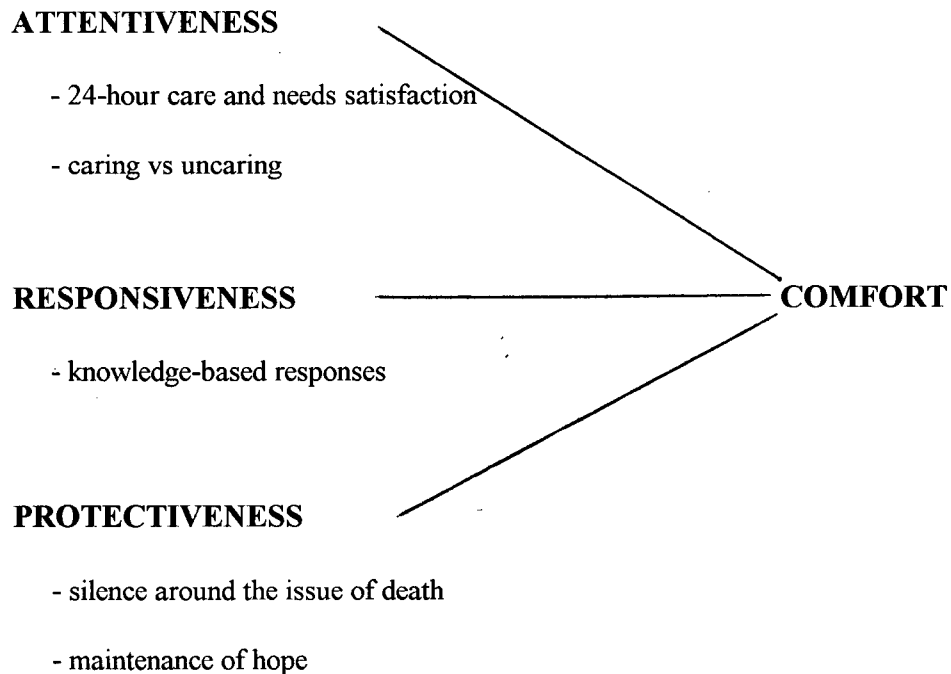 ATTENTIVENESS
- 24-hour care and needs satisfaction
- caring vs uncaring
RESPONSIVENESS
COMFORT
- knowledge-based responses
PROTECTIVENESS
- silence around the issue of death
- maintenance of hope